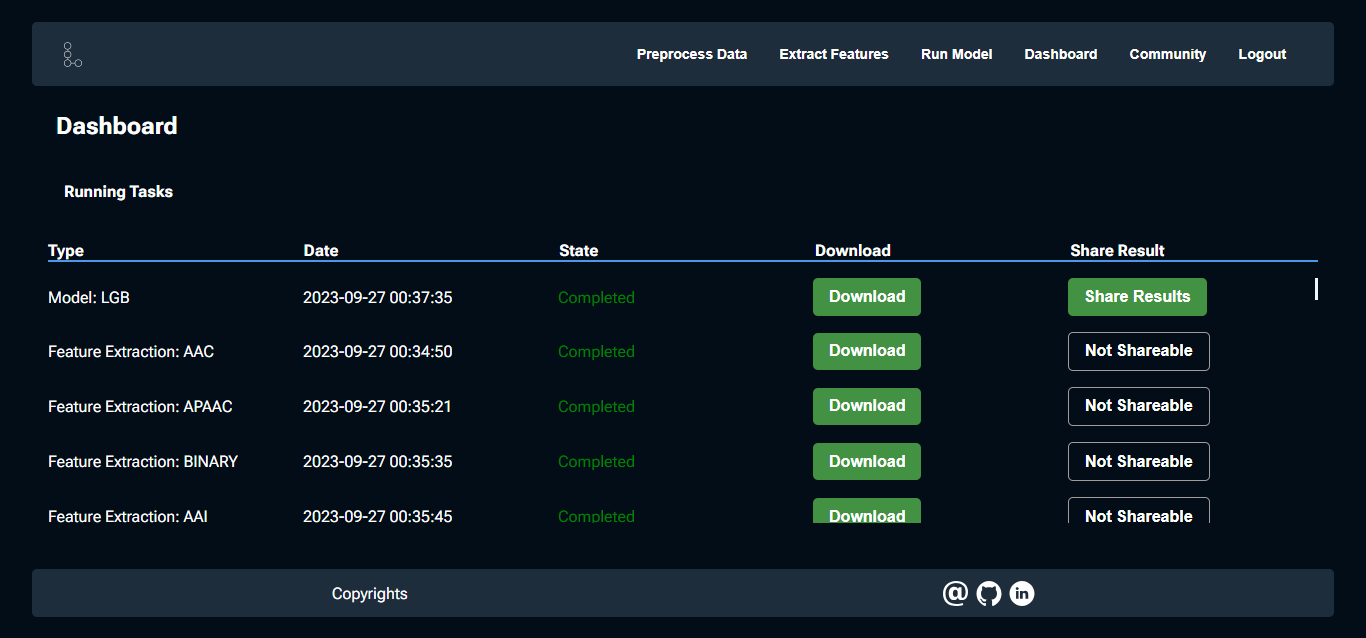 Preprocess Data Extract Features Run Model Dashboard Community Logout
Dashboard
Running Tasks
Type Date State Download Share Result
Model: LGB 2023-09-27 00:37:35 Completed Download Share Results
Feature Extraction: AAC 2023-09-27 00:34:50 Completed Download Not Shareable
Feature Extraction: APAAC 2023-09-27 00:35:21 Completed Download Not Shareable
Feature Extraction: BINARY 2023-09-27 00:35:35 Completed Download Not Shareable
Feature Extraction: AAI 2023-09-27 00:35:45 Completed Download Not Shareable
Copyrights @ in